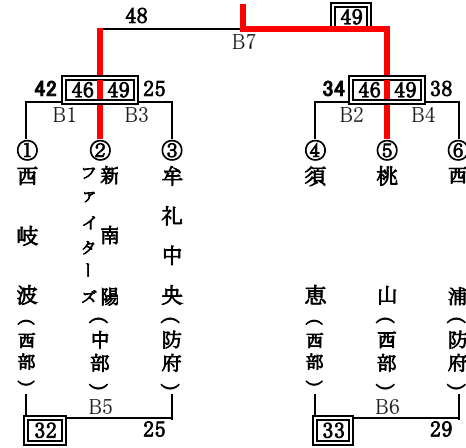 48 49
B7
42 46 49 25 34 46 49 38
B1 B3 B2 B4
① ② ③ ④ ⑤ ⑥
西岐波(西部)
新南陽ファイターズ(中部)
牟礼中央(防府)
須恵(西部)
桃山(西部)
西浦(防府)
B5 B6
32 25 33 29